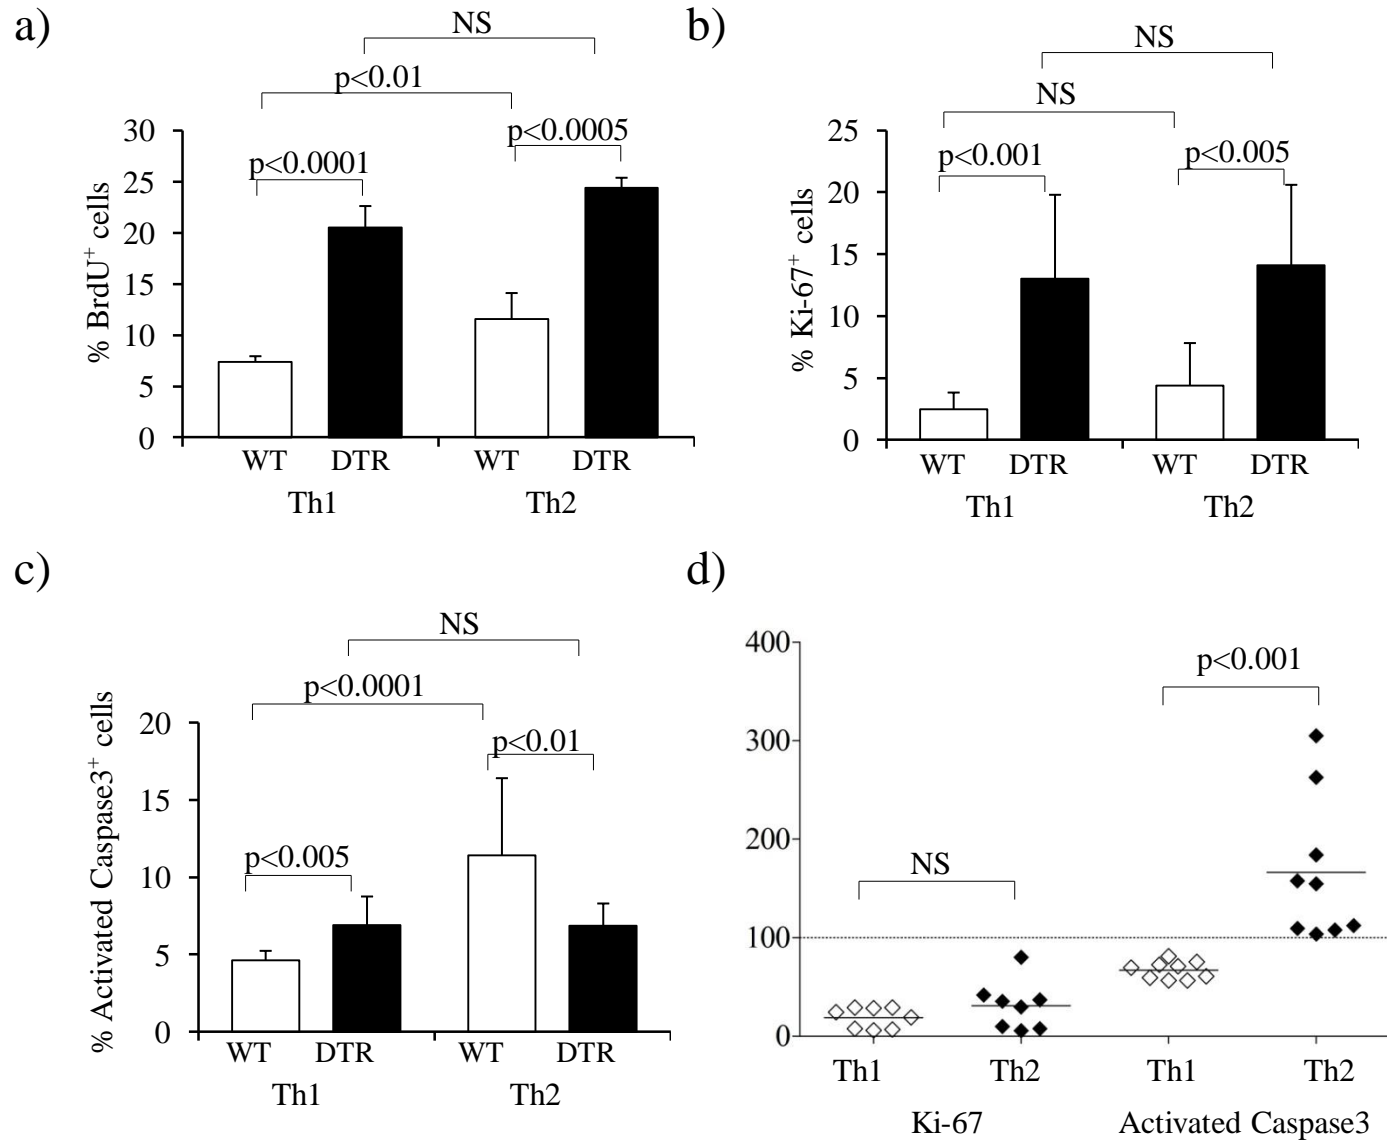 a)
NS
p<0.01
p<0.0001
p<0.0005
% BrdU+ cells
30
25
20
15
10
5
0
WT DTR WT DTR
Th1 Th2
b)
NS
NS
p<0.001
p<0.005
% Ki-67+ cells
25
20
15
10
5
0
WT DTR WT DTR
Th1 Th2
c)
NS
p<0.0001
p<0.01
p<0.005
% Activated Caspase3+ cells
20
15
10
5
0
WT DTR WT DTR
Th1 Th2
d)
400
300
200
100
0
p<0.001
NS
Th1 Th2 Th1 Th2
Ki-67 Activated Caspase3